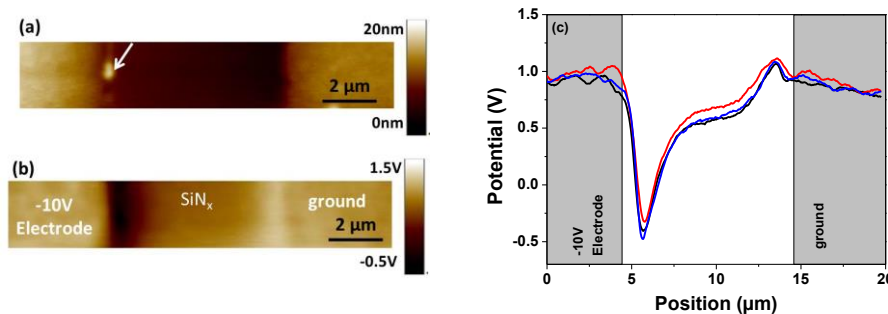 (a)
20nm
2 μm
0nm
(b)
1.5V
-10V
Electrode
SiNx
ground
2 μm
-0.5V
(c)
1.5
1.0
0.5
0.0
-0.5
Potential (V)
-10V
Electrode
ground
0
5
10
15
20
Position (μm)